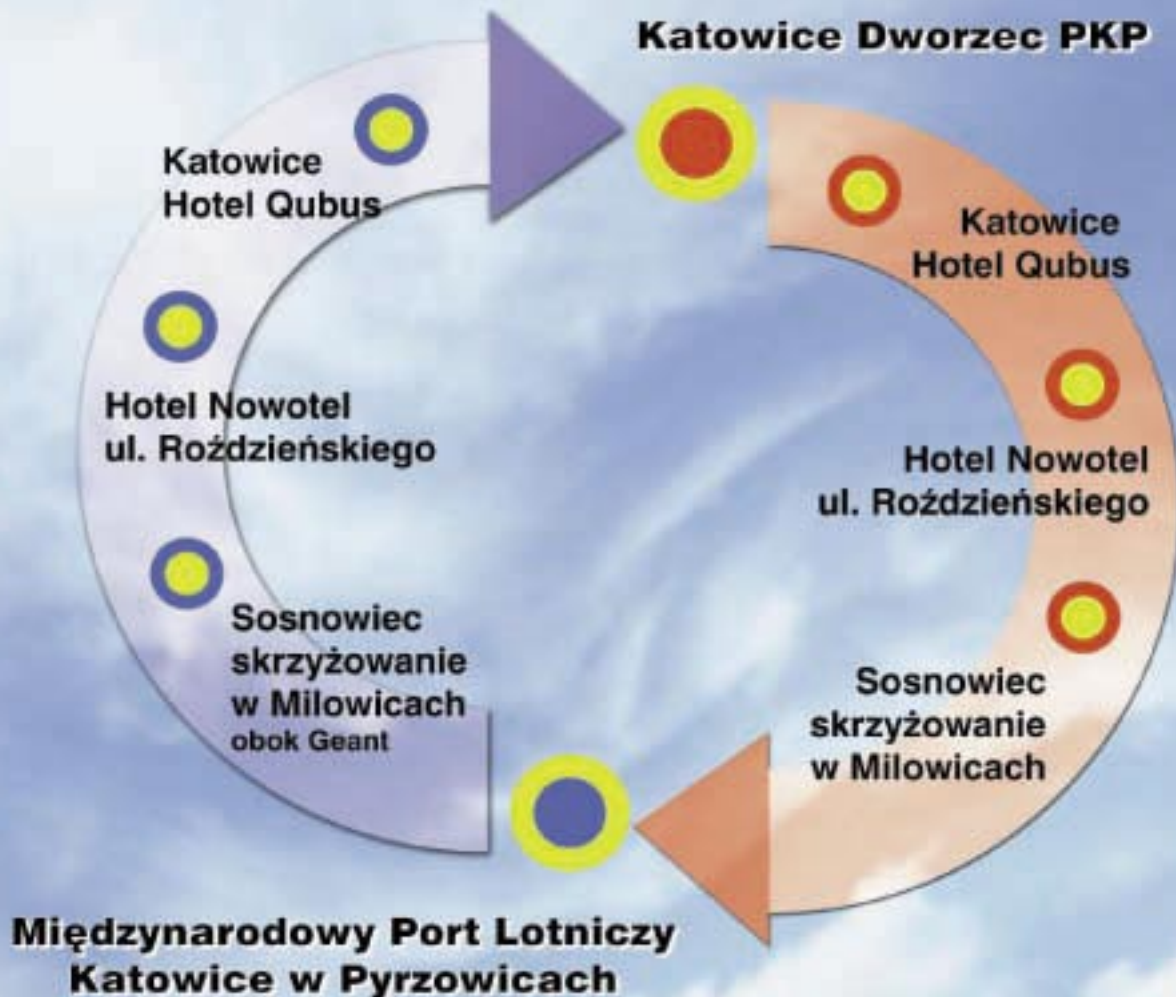 Katowice Dworzec PKP
Katowice
Hotel Qubus
Hotel Nowotel
ul. Roździeńskiego
Sosnowiec
skrzyżowanie
w Milowicach
obok Geant
Katowice
Hotel Qubus
Hotel Nowotel
ul. Roździeńskiego
Sosnowiec
skrzyżowanie
w Milowicach
Międzynarodowy Port Lotniczy
Katowice w Pyrzowicach